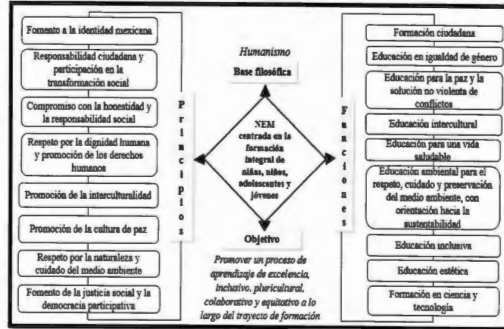 Fomento a la identidad mexicana
Responsabilidad ciudadana y
participación en la
transformación social
Compromiso con la honestidad y
la responsabilidad social
Respeto por la dignidad humana
y promoción de los derechos
humanos
Promoción de la interculturalidad
Promoción de la cultura de paz
Respeto por la naturaleza y
cuidado del medio ambiente
Fomento de la justicia social y la
democracia participativa
P
r
i
n
c
i
p
i
o
s
Humanismo
Base filosófica
NEM
centrada en la
formación
integral de
niñas, niños,
adolescentes y
jóvenes
Objetivo
Promover un proceso de
aprendizaje de excelencia,
inclusivo, pluricultural,
colaborativo y equitativo a lo
largo del trayecto de formación
F
u
n
c
i
o
n
e
s
Formación ciudadana
Educación en igualdad de género
Educación para la paz y la
solución no violenta de
conflictos
Educación intercultural
Educación para una vida
saludable
Educación ambiental para el
respeto, cuidado y preservación
del medio ambiente, con
orientación hacia la
sustentabilidad
Educación inclusiva
Educación estética
Formación en ciencia y
tecnología